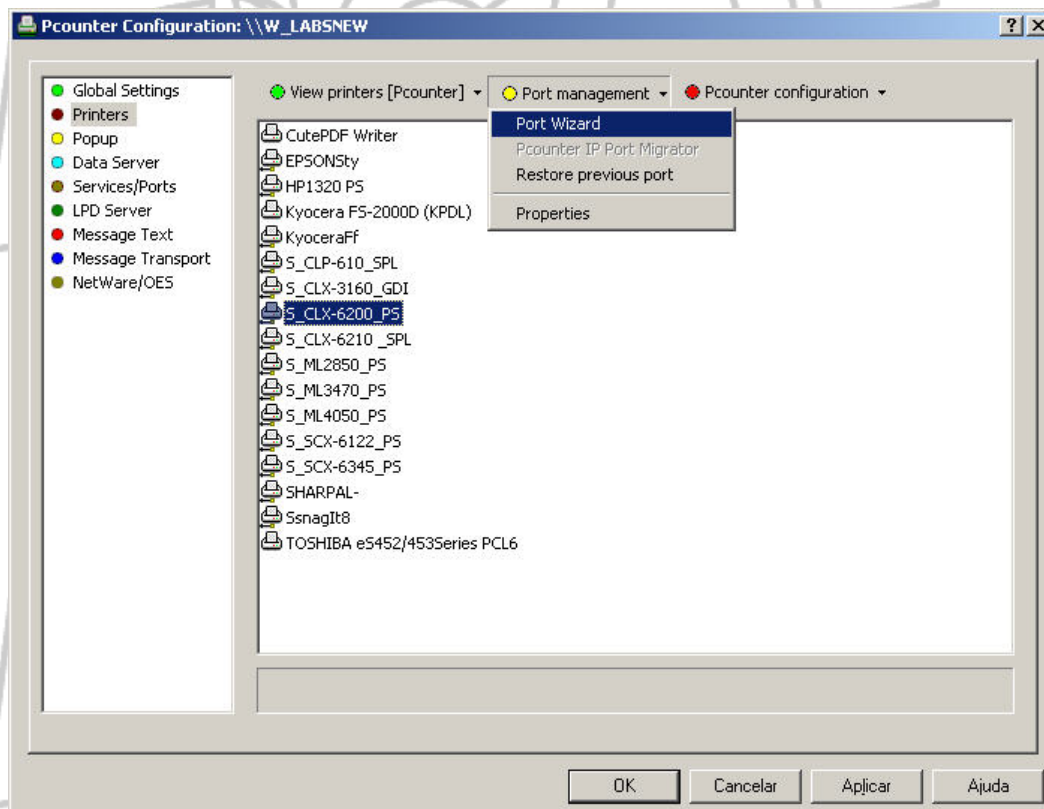 Pcounter Configuration: \\W_LABSNEW
Global Settings
Printers
Popup
Data Server
Services/Ports
LPD Server
Message Text
Message Transport
NetWare/OES
View printers [Pcounter]
Port management
Pcounter configuration
Port Wizard
Pcounter IP Port Migrator
Restore previous port
Properties
CutePDF Writer
EPSONSty
HP1320 PS
Kyocera FS-2000D (KPDL)
KyoceraFf
S_CLP-610_SPL
S_CLX-3160_GDI
S_CLX-6200_PS
S_CLX-6210 _SPL
S_ML2850_PS
S_ML3470_PS
S_ML4050_PS
S_SCX-6122_PS
S_SCX-6345_PS
SHARPAL-
SsnagIt8
TOSHIBA eS452/453Series PCL6
OK
Cancelar
Aplicar
Ajuda